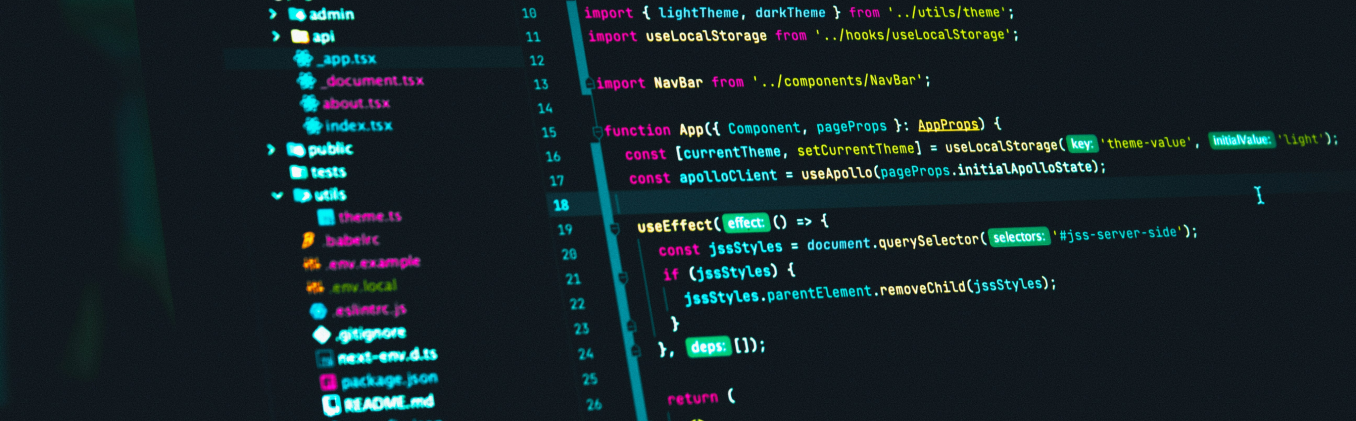 admin
api
_app.tsx
_document.tsx
about.tsx
index.tsx
public
tests
utils
theme.ts
.babelrc
.env.example
.env.local
.eslintrc.js
.gitignore
next-env.d.ts
package.json
README.md
10 import { lightTheme, darkTheme } from '../utils/theme';
11 import useLocalStorage from '../hooks/useLocalStorage';
12
13 import NavBar from '../components/NavBar';
14
15 function App({ Component, pageProps }: AppProps) {
16 const [currentTheme, setCurrentTheme] = useLocalStorage( key: 'theme-value', initialValue: 'light');
17 const apolloClient = useApollo(pageProps.initialApolloState);
18
19 useEffect( effect: () => {
20 const jssStyles = document.querySelector( selectors: '#jss-server-side');
21 if (jssStyles) {
22 jssStyles.parentElement.removeChild(jssStyles);
23 }
24 }, deps: []);
25
26 return (